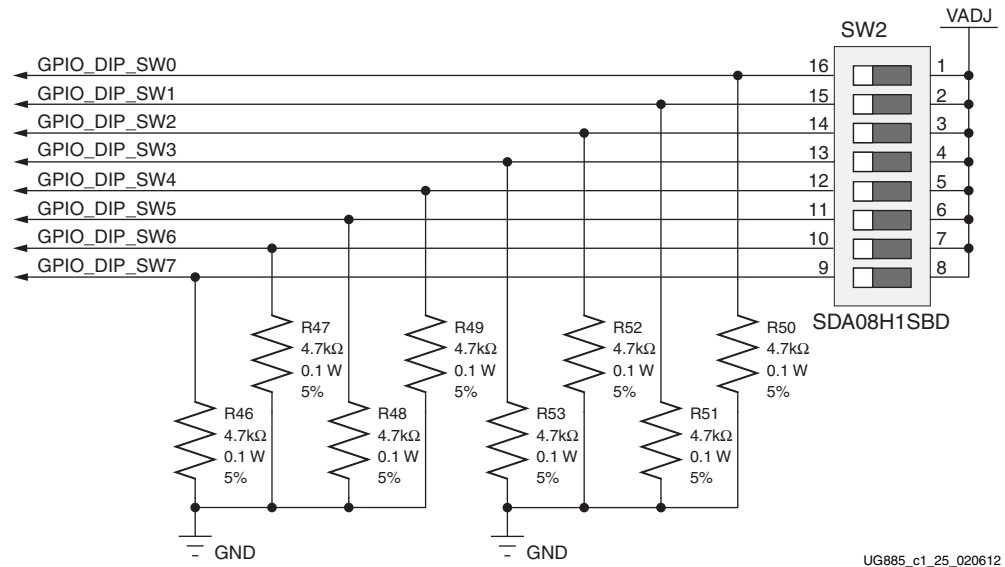 VADJ
SW2
GPIO_DIP_SW0
16
1
GPIO_DIP_SW1
15
2
GPIO_DIP_SW2
14
3
GPIO_DIP_SW3
13
4
GPIO_DIP_SW4
12
5
GPIO_DIP_SW5
11
6
GPIO_DIP_SW6
10
7
GPIO_DIP_SW7
9
8
SDA08H1SBD
R47
4.7kΩ
0.1 W
5%
R49
4.7kΩ
0.1 W
5%
R52
4.7kΩ
0.1 W
5%
R50
4.7kΩ
0.1 W
5%
R46
4.7kΩ
0.1 W
5%
R48
4.7kΩ
0.1 W
5%
R53
4.7kΩ
0.1 W
5%
R51
4.7kΩ
0.1 W
5%
GND
GND
UG885_c1_25_020612